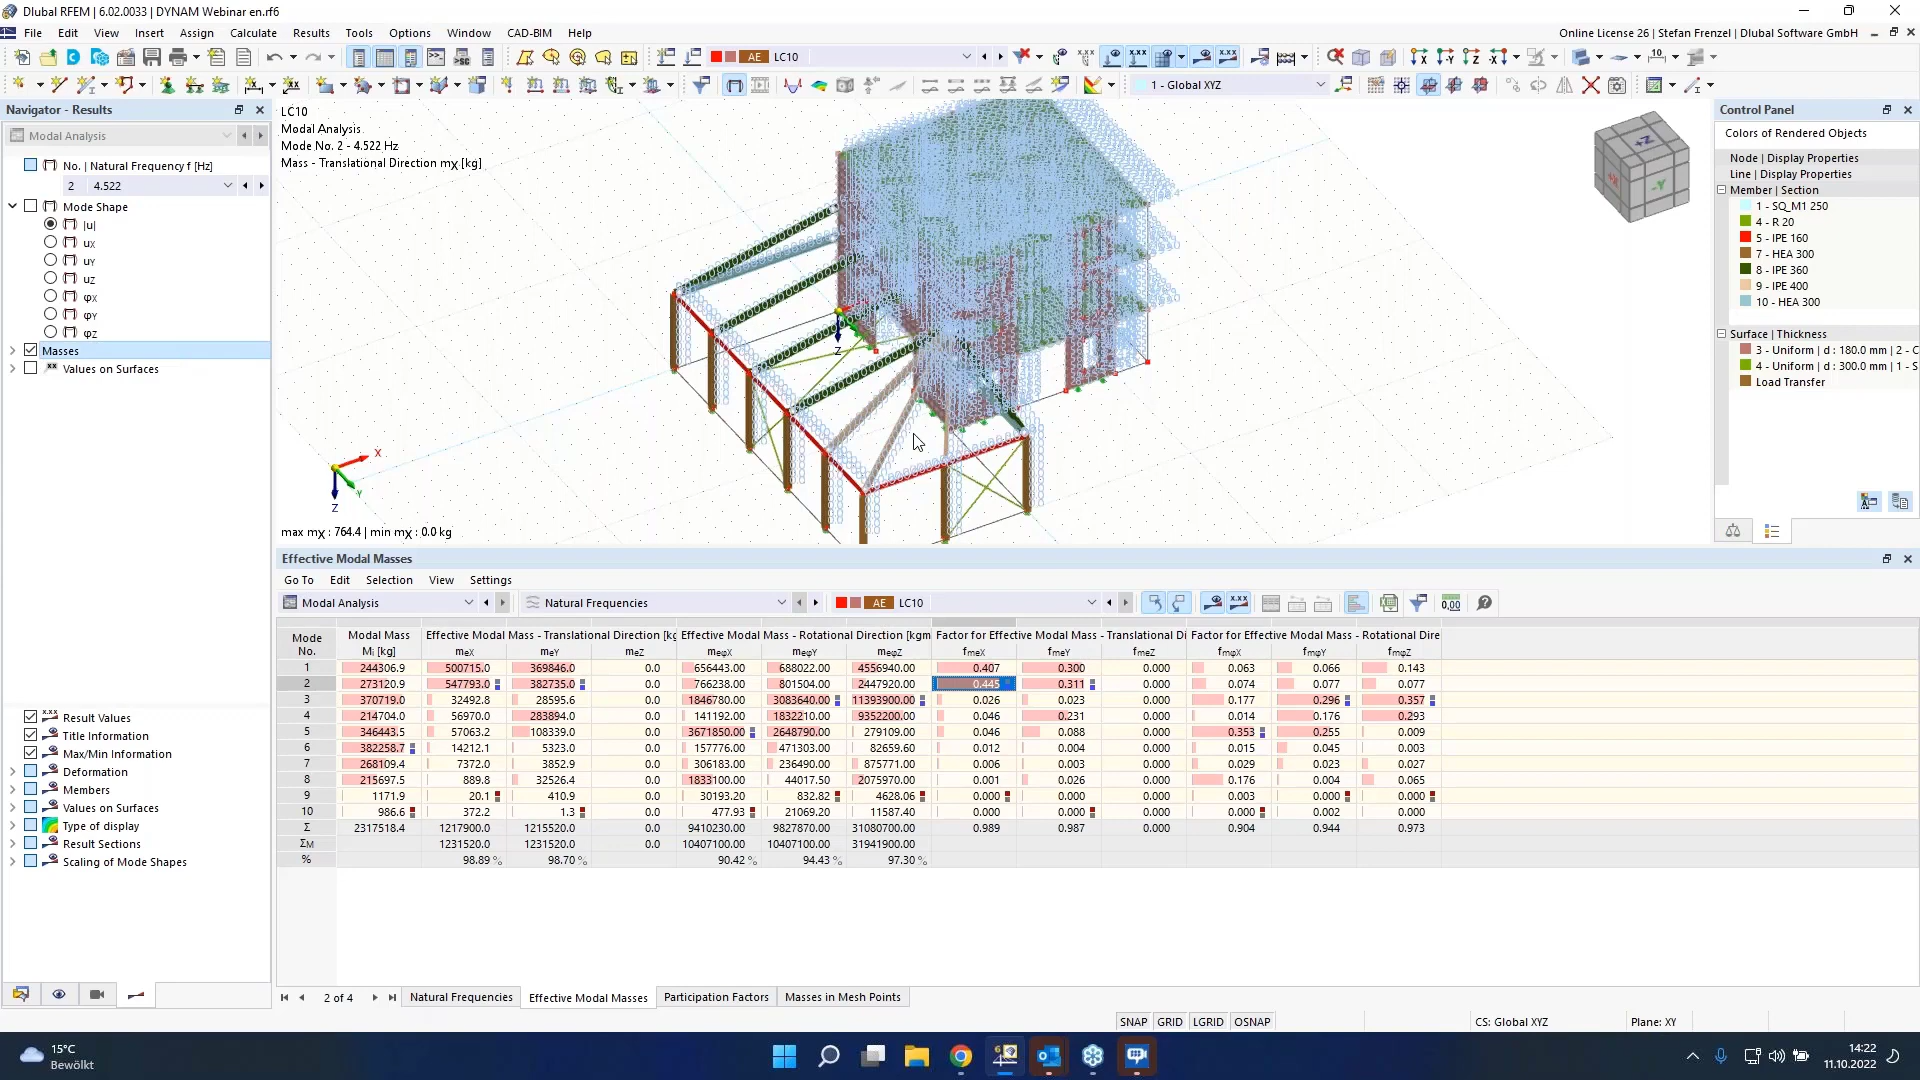 Dlubal RFEM | 6.02.0033 | DYNAM Webinar en.rf6
File Edit View Insert Assign Calculate Results Tools Options Window CAD-BIM Help
Online License 26 | Stefan Frenzel | Dlubal Software GmbH
AE LC10
1 - Global XYZ
Navigator - Results
Modal Analysis
No. | Natural Frequency f [Hz]
2 4.522
Mode Shape
|u|
uX
uY
uZ
φX
φY
φZ
Masses
Values on Surfaces
Result Values
Title Information
Max/Min Information
Deformation
Members
Values on Surfaces
Type of display
Result Sections
Scaling of Mode Shapes
LC10
Modal Analysis
Mode No. 2 - 4.522 Hz
Mass - Translational Direction mX [kg]
X
Y
Z
Z
+Z
+X
-Y
max mX : 764.4 | min mX : 0.0 kg
Control Panel
Colors of Rendered Objects
Node | Display Properties
Line | Display Properties
Member | Section
1 - SQ_M1 250
4 - R 20
5 - IPE 160
7 - HEA 300
8 - IPE 360
9 - IPE 400
10 - HEA 300
Surface | Thickness
3 - Uniform | d : 180.0 mm | 2 - C
4 - Uniform | d : 300.0 mm | 1 - S
Load Transfer
Effective Modal Masses
Go To Edit Selection View Settings
Modal Analysis Natural Frequencies AE LC10
Mode Modal Mass Effective Modal Mass - Translational Direction [kg Effective Modal Mass - Rotational Direction [kgm Factor for Effective Modal Mass - Translational Di Factor for Effective Modal Mass - Rotational Dire
No. Mi [kg] meX meY meZ meφX meφY meφZ fmeX fmeY fmeZ fmφX fmφY fmφZ
1 244306.9 500715.0 369846.0 0.0 656443.00 688022.00 4556940.00 0.407 0.300 0.000 0.063 0.066 0.143
2 273120.9 547793.0 382735.0 0.0 766238.00 801504.00 2447920.00 0.445 0.311 0.000 0.074 0.077 0.077
3 370719.0 32492.8 28595.6 0.0 1846780.00 3083640.00 11393900.00 0.026 0.023 0.000 0.177 0.296 0.357
4 214704.0 56970.0 283894.0 0.0 141192.00 1832210.00 9352200.00 0.046 0.231 0.000 0.014 0.176 0.293
5 346443.5 57063.2 108339.0 0.0 3671850.00 2648790.00 279109.00 0.046 0.088 0.000 0.353 0.255 0.009
6 382258.7 14212.1 5323.0 0.0 157776.00 471303.00 82659.60 0.012 0.004 0.000 0.015 0.045 0.003
7 268109.4 7372.0 3852.9 0.0 306183.00 236490.00 875771.00 0.006 0.003 0.000 0.029 0.023 0.027
8 215697.5 889.8 32526.4 0.0 1833100.00 44017.50 2075970.00 0.001 0.026 0.000 0.176 0.004 0.065
9 1171.9 20.1 410.9 0.0 30193.20 832.82 4628.06 0.000 0.000 0.000 0.003 0.000 0.000
10 986.6 372.2 1.3 0.0 477.93 21069.20 11587.40 0.000 0.000 0.000 0.000 0.002 0.000
Σ 2317518.4 1217900.0 1215520.0 0.0 9410230.00 9827870.00 31080700.00 0.989 0.987 0.000 0.904 0.944 0.973
ΣM 1231520.0 1231520.0 0.0 10407100.00 10407100.00 31941900.00
% 98.89 % 98.70 % 90.42 % 94.43 % 97.30 %
2 of 4 Natural Frequencies Effective Modal Masses Participation Factors Masses in Mesh Points
SNAP GRID LGRID OSNAP CS: Global XYZ Plane: XY
15°C
Bewölkt
14:22
11.10.2022